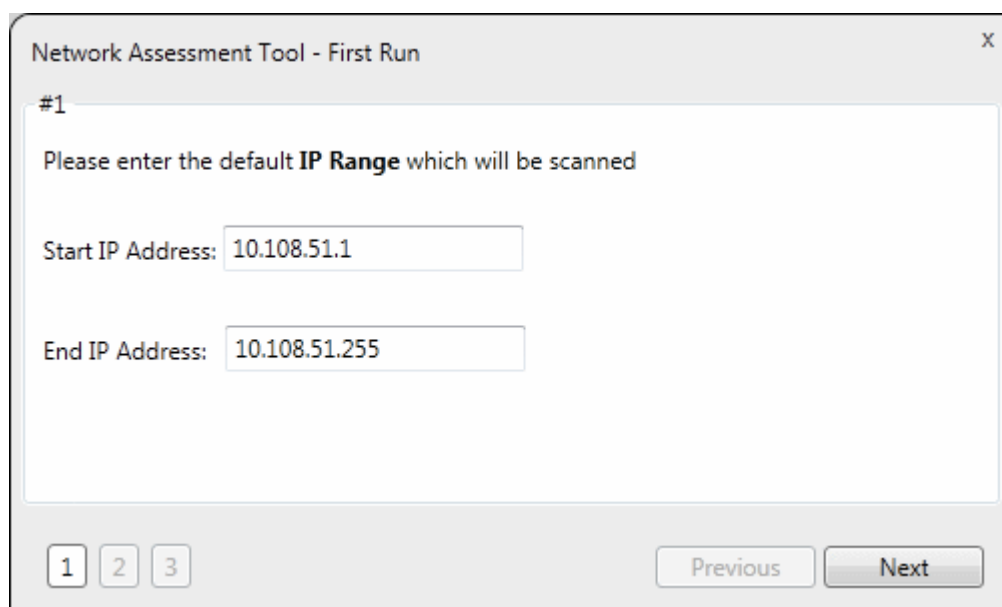 Network Assessment Tool - First Run
x
#1
Please enter the default IP Range which will be scanned
Start IP Address: 10.108.51.1
End IP Address: 10.108.51.255
1 2 3 Previous Next